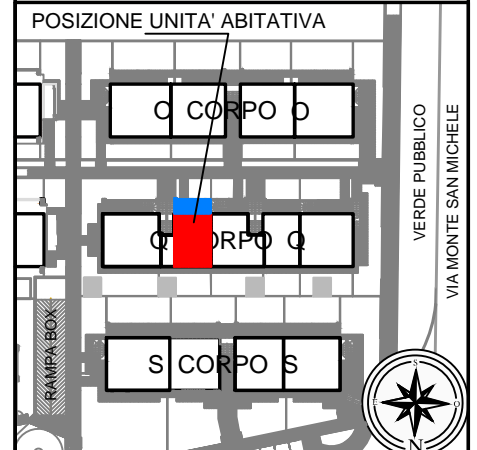 POSIZIONE UNITA' ABITATIVA
O CORPO O
VERDE PUBBLICO
VIA MONTE SAN MICHELE
Q CORPO Q
RAMPA BOX
S CORPO S
S
E
O
N